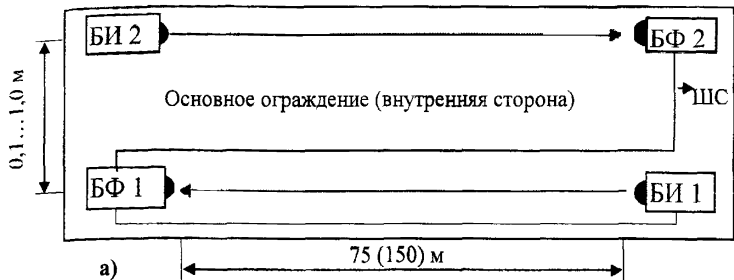 БИ 2
БФ 2
Основное ограждение (внутренняя сторона)
ШС
0,1...1,0 м
БФ 1
БИ 1
75 (150) м
а)